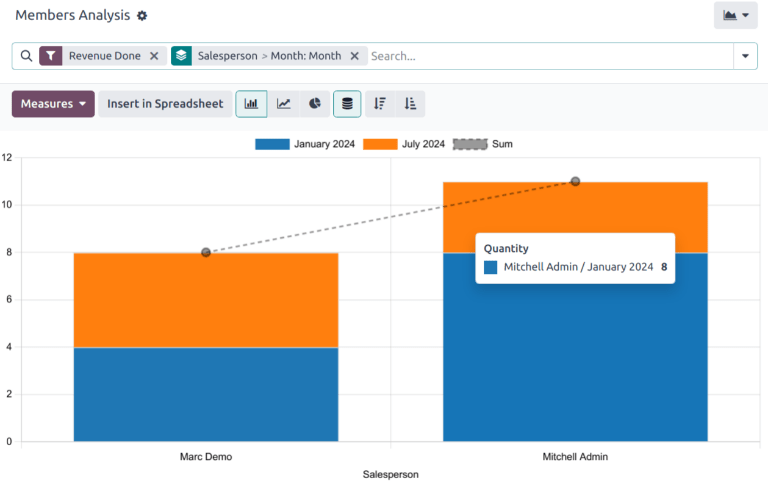 Members Analysis
Revenue Done Salesperson > Month: Month Search...
Measures Insert in Spreadsheet
January 2024 July 2024 Sum
12
10
8
6
4
2
0
Quantity
Mitchell Admin / January 2024 8
Marc Demo Mitchell Admin
Salesperson